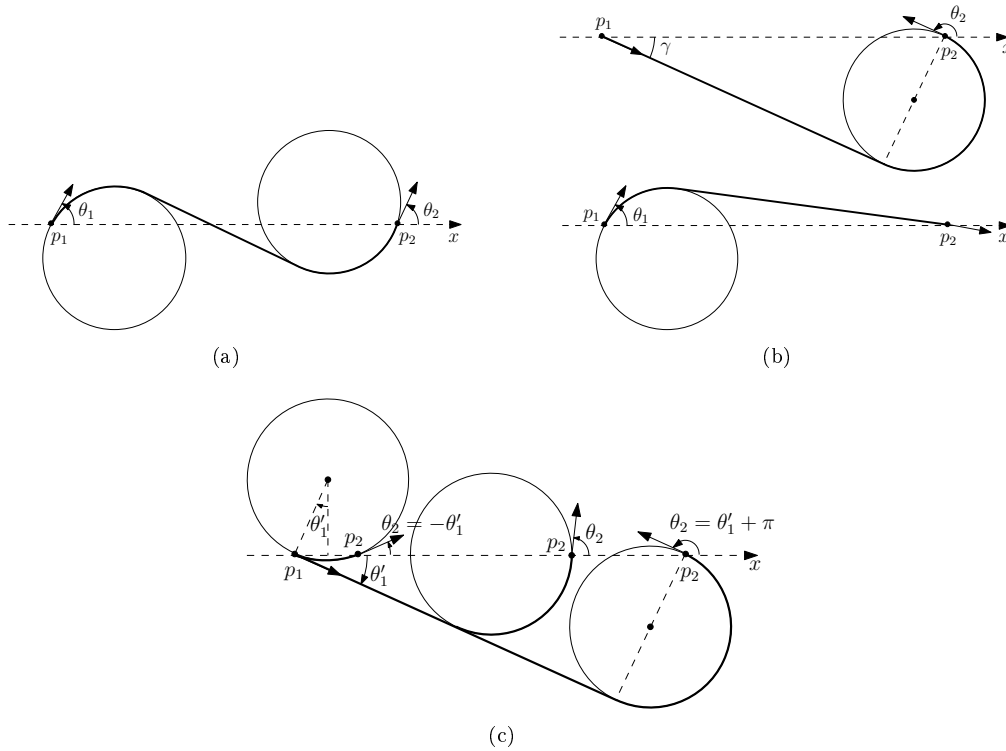 p₁
θ₁
p₂
θ₂
x
(a)
p₁
γ
θ₂
p₂
x
p₁
θ₁
p₂
x
(b)
θ′₁
p₁
p₂
θ₂ = −θ′₁
θ′₁
p₂
θ₂
θ₂ = θ′₁ + π
p₂
x
(c)